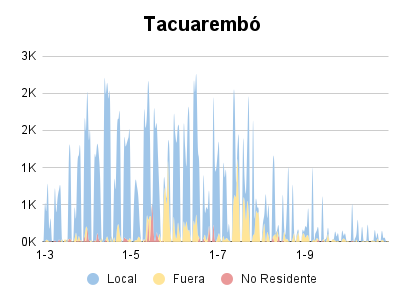 Tacuarembó
3K
2K
2K
1K
1K
0K
1-3 1-5 1-7 1-9
Local Fuera No Residente